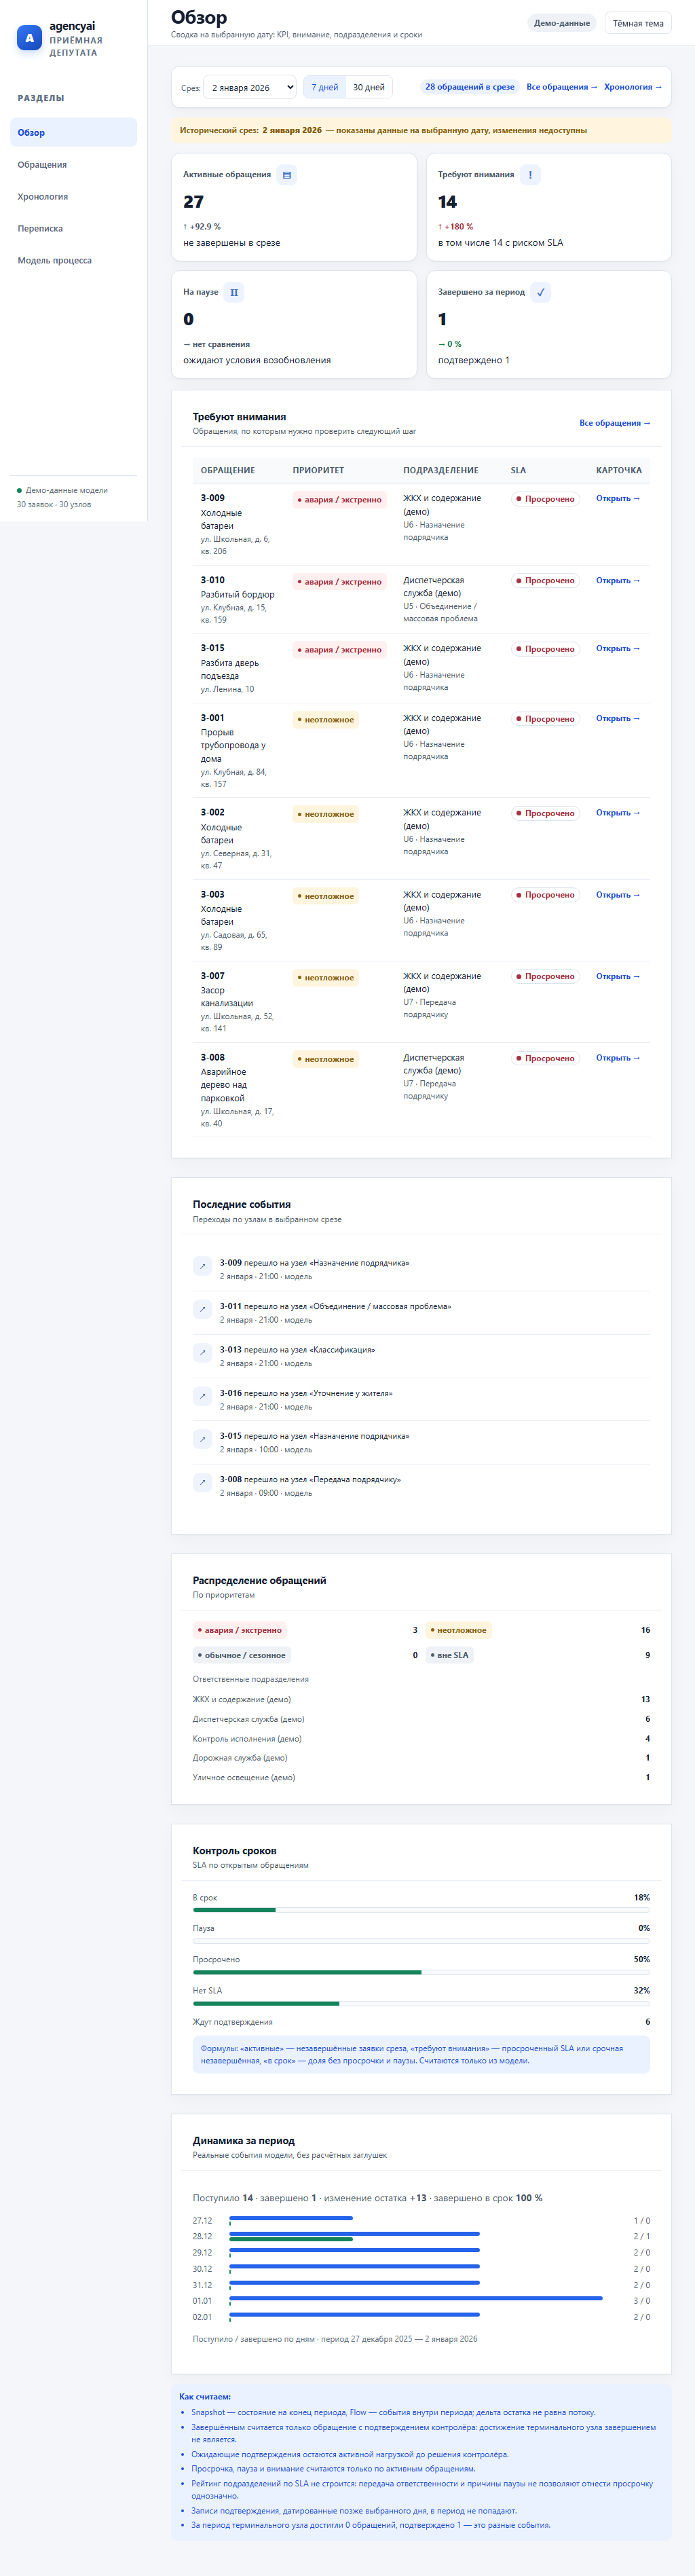 A
agencyai
ПРИЁМНАЯ
ДЕПУТАТА
РАЗДЕЛЫ
Обзор
Обращения
Хронология
Переписка
Модель процесса
Демо-данные модели
30 заявок · 30 узлов
Обзор
Сводка на выбранную дату: KPI, внимание, подразделения и сроки
Демо-данные
Тёмная тема
Срез: 2 января 2026 7 дней 30 дней 28 обращений в срезе Все обращения → Хронология →
Исторический срез: 2 января 2026 — показаны данные на выбранную дату, изменения недоступны
Активные обращения
27
↑ +92.9 %
не завершены в срезе
Требуют внимания !
14
↑ +180 %
в том числе 14 с риском SLA
На паузе
0
→ нет сравнения
ожидают условия возобновления
Завершено за период ✓
1
→ 0 %
подтверждено 1
Требуют внимания
Обращения, по которым нужно проверить следующий шаг
Все обращения →
ОБРАЩЕНИЕ ПРИОРИТЕТ ПОДРАЗДЕЛЕНИЕ SLA КАРТОЧКА
З-009
Холодные
батареи
ул. Школьная, д. 6,
кв. 206
авария / экстренно
ЖКХ и содержание
(демо)
U6 · Назначение
подрядчика
Просрочено
Открыть →
З-010
Разбитый бордюр
ул. Клубная, д. 15,
кв. 159
авария / экстренно
Диспетчерская
служба (демо)
U5 · Объединение /
массовая проблема
Просрочено
Открыть →
З-015
Разбита дверь
подъезда
ул. Ленина, 10
авария / экстренно
ЖКХ и содержание
(демо)
U6 · Назначение
подрядчика
Просрочено
Открыть →
З-001
Прорыв
трубопровода у
дома
ул. Клубная, д. 84,
кв. 157
неотложное
ЖКХ и содержание
(демо)
U6 · Назначение
подрядчика
Просрочено
Открыть →
З-002
Холодные
батареи
ул. Северная, д. 31,
кв. 47
неотложное
ЖКХ и содержание
(демо)
U6 · Назначение
подрядчика
Просрочено
Открыть →
З-003
Холодные
батареи
ул. Садовая, д. 65,
кв. 89
неотложное
ЖКХ и содержание
(демо)
U6 · Назначение
подрядчика
Просрочено
Открыть →
З-007
Засор
канализации
ул. Школьная, д. 52,
кв. 141
неотложное
ЖКХ и содержание
(демо)
U7 · Передача
подрядчику
Просрочено
Открыть →
З-008
Аварийное
дерево над
парковкой
ул. Школьная, д. 17,
кв. 40
неотложное
Диспетчерская
служба (демо)
U7 · Передача
подрядчику
Просрочено
Открыть →
Последние события
Переходы по узлам в выбранном срезе
З-009 перешло на узел «Назначение подрядчика»
2 января · 21:00 · модель
З-011 перешло на узел «Объединение / массовая проблема»
2 января · 21:00 · модель
З-013 перешло на узел «Классификация»
2 января · 21:00 · модель
З-016 перешло на узел «Уточнение у жителя»
2 января · 21:00 · модель
З-015 перешло на узел «Назначение подрядчика»
2 января · 10:00 · модель
З-008 перешло на узел «Передача подрядчику»
2 января · 09:00 · модель
Распределение обращений
По приоритетам
авария / экстренно 3 неотложное 16
обычное / сезонное 0 вне SLA 9
Ответственные подразделения
ЖКХ и содержание (демо) 13
Диспетчерская служба (демо) 6
Контроль исполнения (демо) 4
Дорожная служба (демо) 1
Уличное освещение (демо) 1
Контроль сроков
SLA по открытым обращениям
В срок 18%
Пауза 0%
Просрочено 50%
Нет SLA 32%
Ждут подтверждения 6
Формулы: «активные» — незавершённые заявки среза, «требуют внимания» — просроченный SLA или срочная
незавершённая, «в срок» — доля без просрочки и паузы. Считаются только из модели.
Динамика за период
Реальные события модели, без расчётных заглушек
Поступило 14 · завершено 1 · изменение остатка +13 · завершено в срок 100 %
27.12 1 / 0
28.12 2 / 1
29.12 2 / 0
30.12 2 / 0
31.12 2 / 0
01.01 3 / 0
02.01 2 / 0
Поступило / завершено по дням · период 27 декабря 2025 — 2 января 2026
Как считаем:
• Snapshot — состояние на конец периода, Flow — события внутри периода; дельта остатка не равна потоку.
• Завершённым считается только обращение с подтверждением контролёра: достижение терминального узла завершением
не является.
• Ожидающие подтверждения остаются активной нагрузкой до решения контролёра.
• Просрочка, пауза и внимание считаются только по активным обращениям.
• Рейтинг подразделений по SLA не строится: передача ответственности и причины паузы не позволяют отнести просрочку
однозначно.
• Записи подтверждения, датированные позже выбранного дня, в период не попадают.
• За период терминального узла достигли 0 обращений, подтверждено 1 — это разные события.